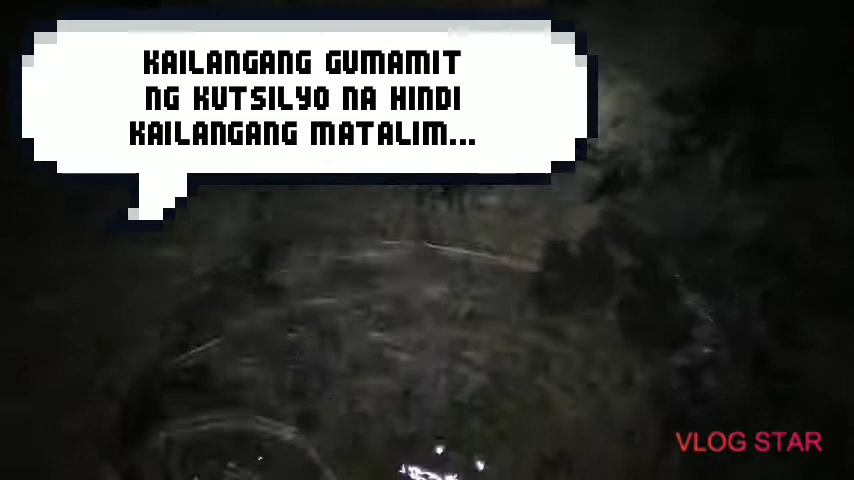 KAILANGANG GUMAMIT
NG KUTSILYO NA HINDI
KAILANGANG MATALIM...
VLOG STAR